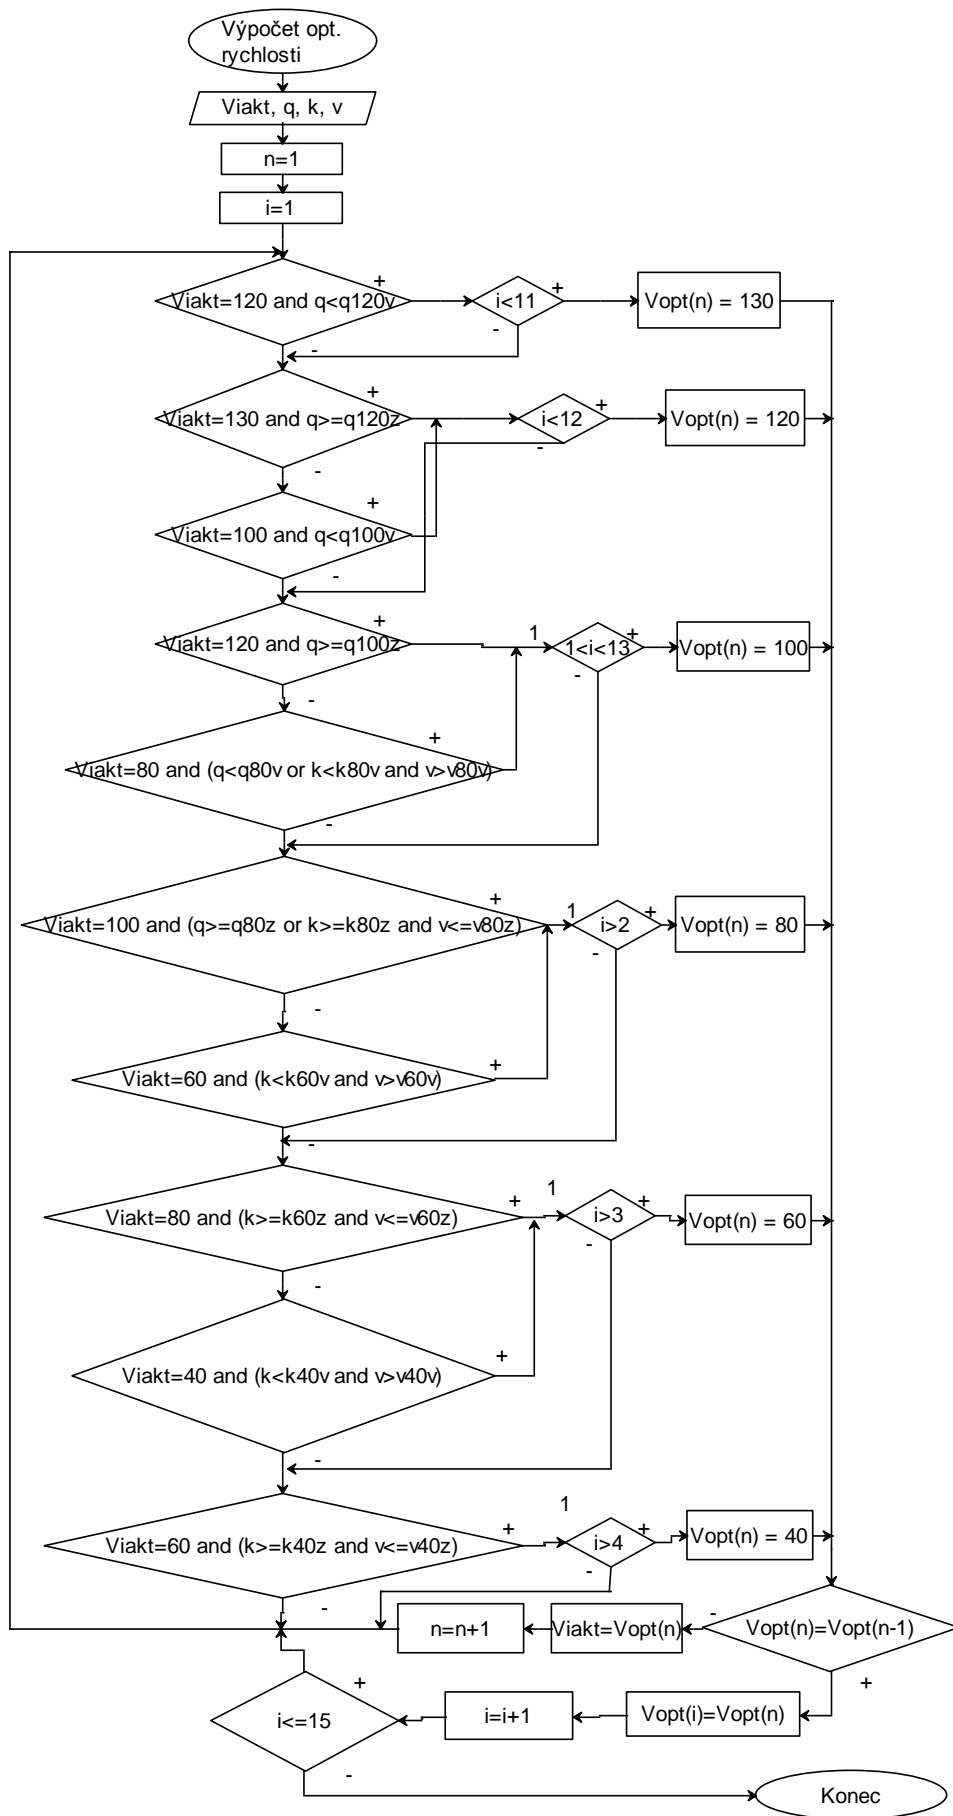 Výpočet opt.
rychlosti
Viakt, q, k, v
n=1
i=1
+
Viakt=120 and q<q120v
i<11
+
Vopt(n) = 130
-
-
+
Viakt=130 and q>=q120z
i<12
+
Vopt(n) = 120
-
-
+
Viakt=100 and q<q100v
-
+
Viakt=120 and q>=q100z
1
1<i<13
+
Vopt(n) = 100
-
-
+
Viakt=80 and (q<q80v or k<k80v and v>v80v)
-
+
Viakt=100 and (q>=q80z or k>=k80z and v<=v80z)
1
i>2
+
Vopt(n) = 80
-
-
+
Viakt=60 and (k<k60v and v>v60v)
-
+
Viakt=80 and (k>=k60z and v<=v60z)
1
i>3
+
Vopt(n) = 60
-
-
+
Viakt=40 and (k<k40v and v>v40v)
-
+
Viakt=60 and (k>=k40z and v<=v40z)
1
i>4
+
Vopt(n) = 40
-
-
n=n+1
Viakt=Vopt(n)
-
Vopt(n)=Vopt(n-1)
+
+
i<=15
i=i+1
Vopt(i)=Vopt(n)
-
Konec